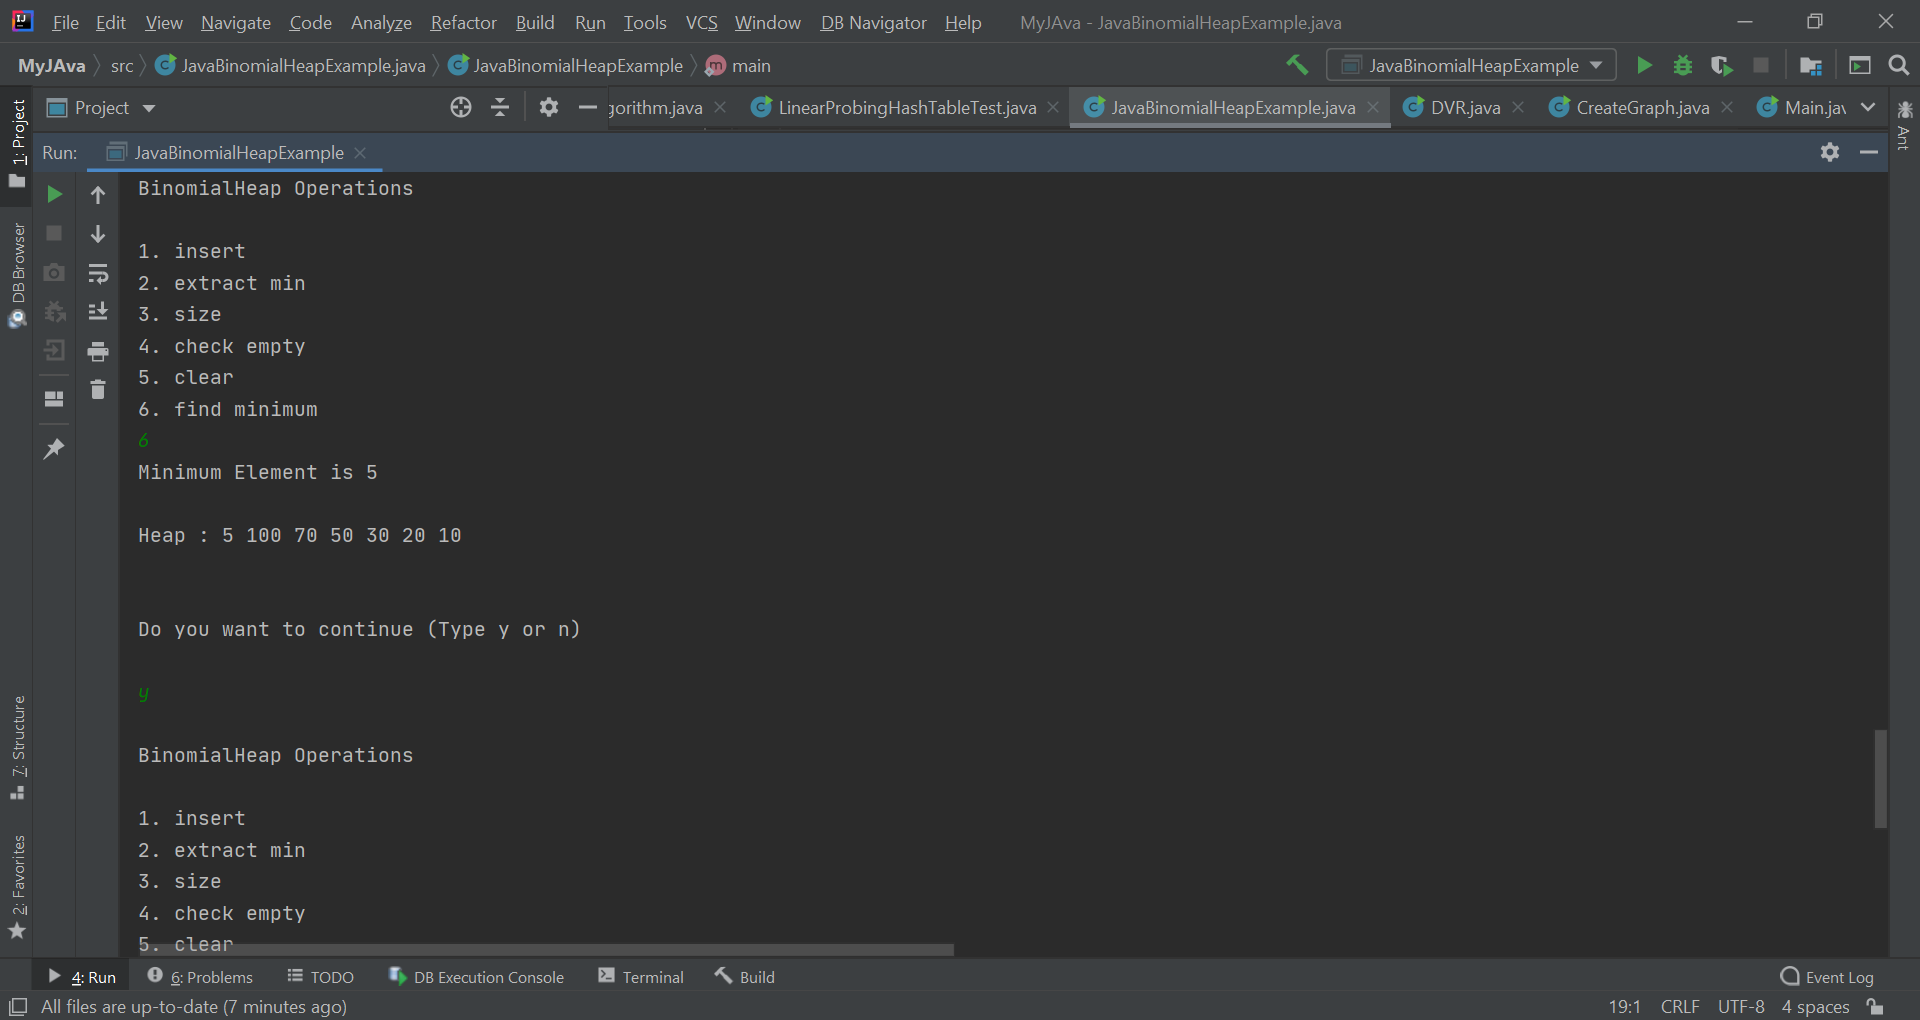 File Edit View Navigate Code Analyze Refactor Build Run Tools VCS Window DB Navigator Help MyJAva - JavaBinomialHeapExample.java
MyJAva src JavaBinomialHeapExample.java JavaBinomialHeapExample main JavaBinomialHeapExample
Project gorithm.java LinearProbingHashTableTest.java JavaBinomialHeapExample.java DVR.java CreateGraph.java Main.jav
Run: JavaBinomialHeapExample
1: Project
DB Browser
7: Structure
2: Favorites
Ant
BinomialHeap Operations
1. insert
2. extract min
3. size
4. check empty
5. clear
6. find minimum
6
Minimum Element is 5
Heap : 5 100 70 50 30 20 10
Do you want to continue (Type y or n)
y
BinomialHeap Operations
1. insert
2. extract min
3. size
4. check empty
5. clear
4: Run 6: Problems TODO DB Execution Console Terminal Build Event Log
All files are up-to-date (7 minutes ago) 19:1 CRLF UTF-8 4 spaces